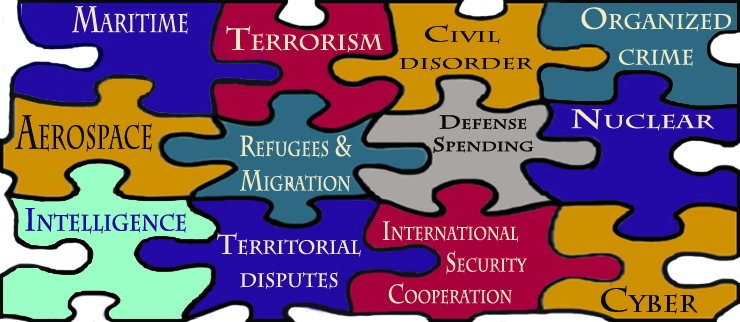 Maritime
Terrorism
Civil
disorder
Organized
crime
Aerospace
Refugees &
Migration
Defense
Spending
Nuclear
Intelligence
Territorial
disputes
International
Security
Cooperation
Cyber